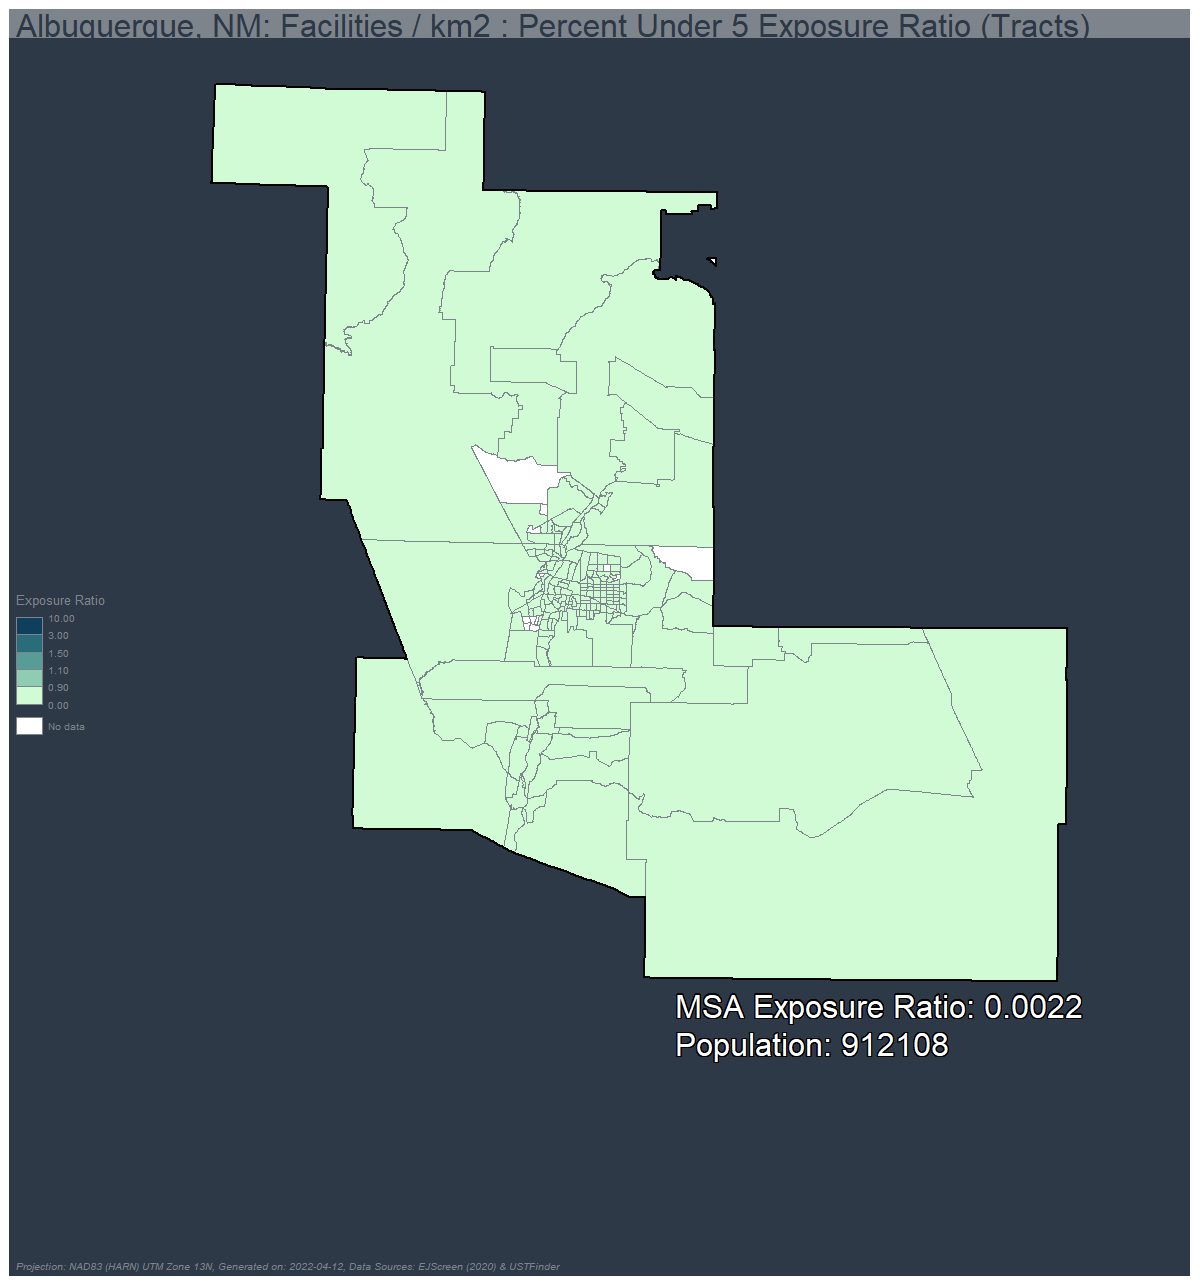 Albuquerque, NM: Facilities / km2 : Percent Under 5 Exposure Ratio (Tracts)
Exposure Ratio
10.00
3.00
1.50
1.10
0.90
0.00
No data
MSA Exposure Ratio: 0.0022
Population: 912108
Projection: NAD83 (HARN) UTM Zone 13N, Generated on: 2022-04-12, Data Sources: EJScreen (2020) & USTFinder